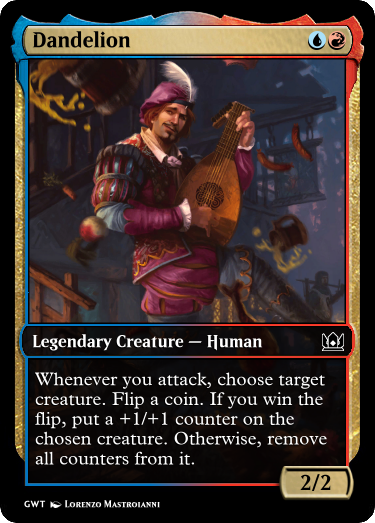 Dandelion
Legendary Creature — Human
Whenever you attack, choose target
creature. Flip a coin. If you win the
flip, put a +1/+1 counter on the
chosen creature. Otherwise, remove
all counters from it.
2/2
GWT Lorenzo Mastroianni